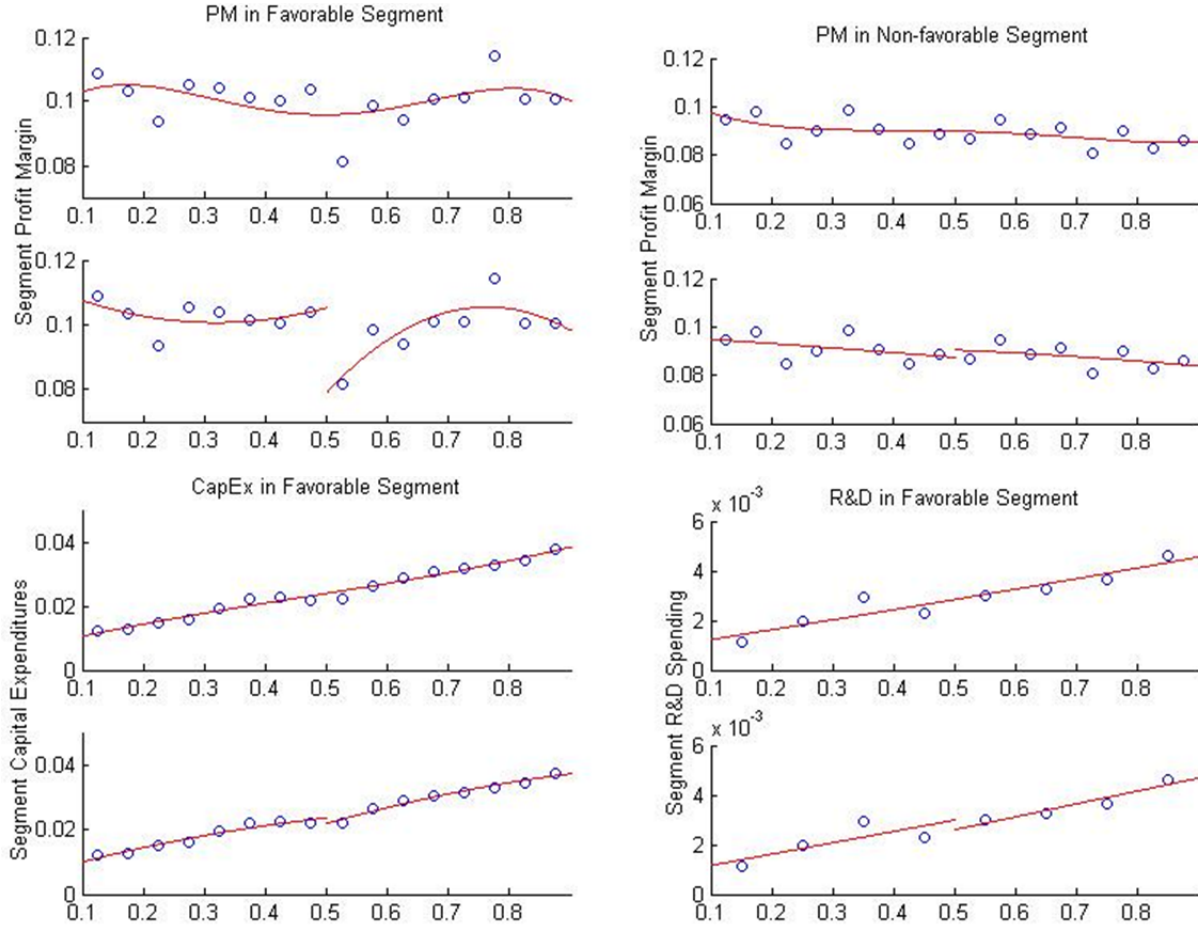 PM in Favorable Segment
0.12
0.1
0.08
0.1 0.2 0.3 0.4 0.5 0.6 0.7 0.8
0.12
0.1
0.08
0.1 0.2 0.3 0.4 0.5 0.6 0.7 0.8
Segment Profit Margin
PM in Non-favorable Segment
0.12
0.1
0.08
0.06
0.1 0.2 0.3 0.4 0.5 0.6 0.7 0.8
0.12
0.1
0.08
0.06
0.1 0.2 0.3 0.4 0.5 0.6 0.7 0.8
Segment Profit Margin
CapEx in Favorable Segment
0.04
0.02
0
0.1 0.2 0.3 0.4 0.5 0.6 0.7 0.8
0.04
0.02
0
0.1 0.2 0.3 0.4 0.5 0.6 0.7 0.8
Segment Capital Expenditures
R&D in Favorable Segment
x 10⁻³
6
4
2
0
0.1 0.2 0.3 0.4 0.5 0.6 0.7 0.8
x 10⁻³
6
4
2
0
0.1 0.2 0.3 0.4 0.5 0.6 0.7 0.8
Segment R&D Spending